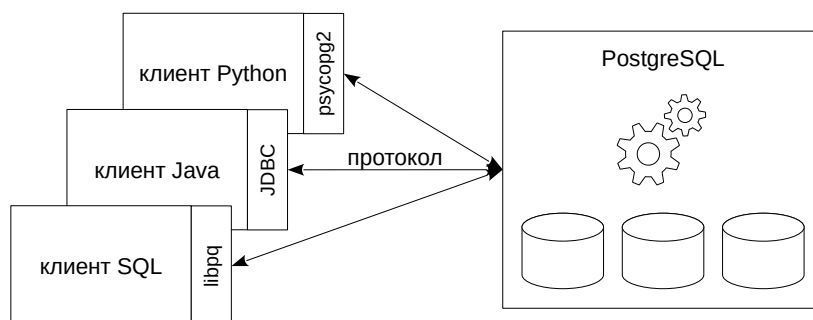 клиент Python
psycopg2
PostgreSQL
клиент Java
JDBC
протокол
клиент SQL
libpq